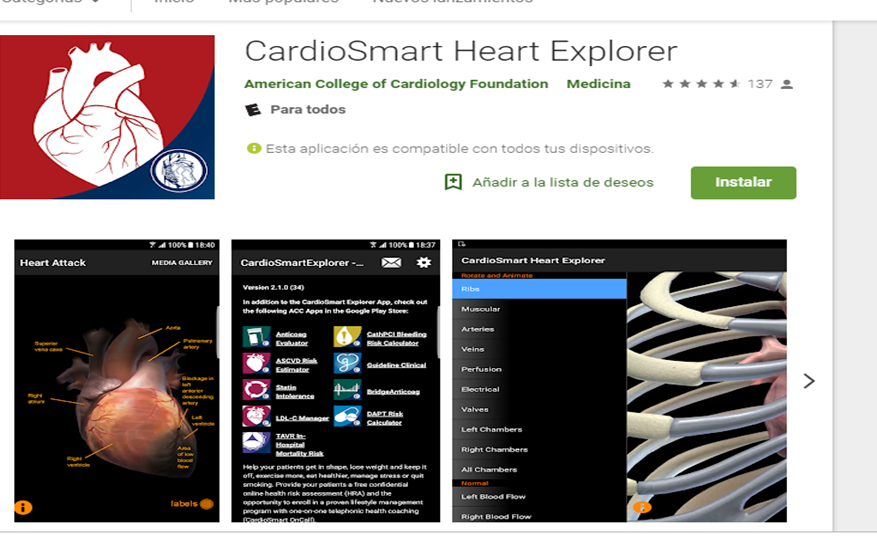 Categorías Inicio Más populares Nuevos lanzamientos
CardioSmart Heart Explorer
American College of Cardiology Foundation Medicina 137
E Para todos
Esta aplicación es compatible con todos tus dispositivos.
Añadir a la lista de deseos Instalar
100% 18:40
Heart Attack MEDIA GALLERY
Aorta
Superior
vena cava
Pulmonary
artery
Blockage in
left
anterior
descending
artery
Right
atrium
Left
ventricle
Area
of low
blood
flow
Right
ventricle
labels
100% 18:37
CardioSmartExplorer -...
Version 2.1.0 (34)
In addition to the CardioSmart Explorer App, check out
the following ACC Apps in the Google Play Store:
Anticoag
Evaluator
CathPCI Bleeding
Risk Calculator
ASCVD Risk
Estimator
Guideline Clinical
Statin
Intolerence
BridgeAnticoag
LDL-C Manager
DAPT Risk
Calculator
TAVR In-
Hospital
Mortality Risk
Help your patients get in shape, lose weight and keep it
off, exercise more, eat healthier, manage stress or quit
smoking. Provide your patients a free confidential
online health risk assessment (HRA) and the
opportunity to enroll in a proven lifestyle management
program with one-on-one telephonic health coaching
(CardioSmart OnCall).
CardioSmart Heart Explorer
Rotate and Animate
Ribs
Muscular
Arteries
Veins
Perfusion
Electrical
Valves
Left Chambers
Right Chambers
All Chambers
Normal
Left Blood Flow
Right Blood Flow